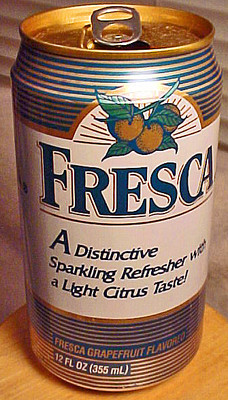 FRESCA
A Distinctive
Sparkling Refresher with
a Light Citrus Taste!
FRESCA GRAPEFRUIT FLAVORED
12 FL OZ (355 mL)